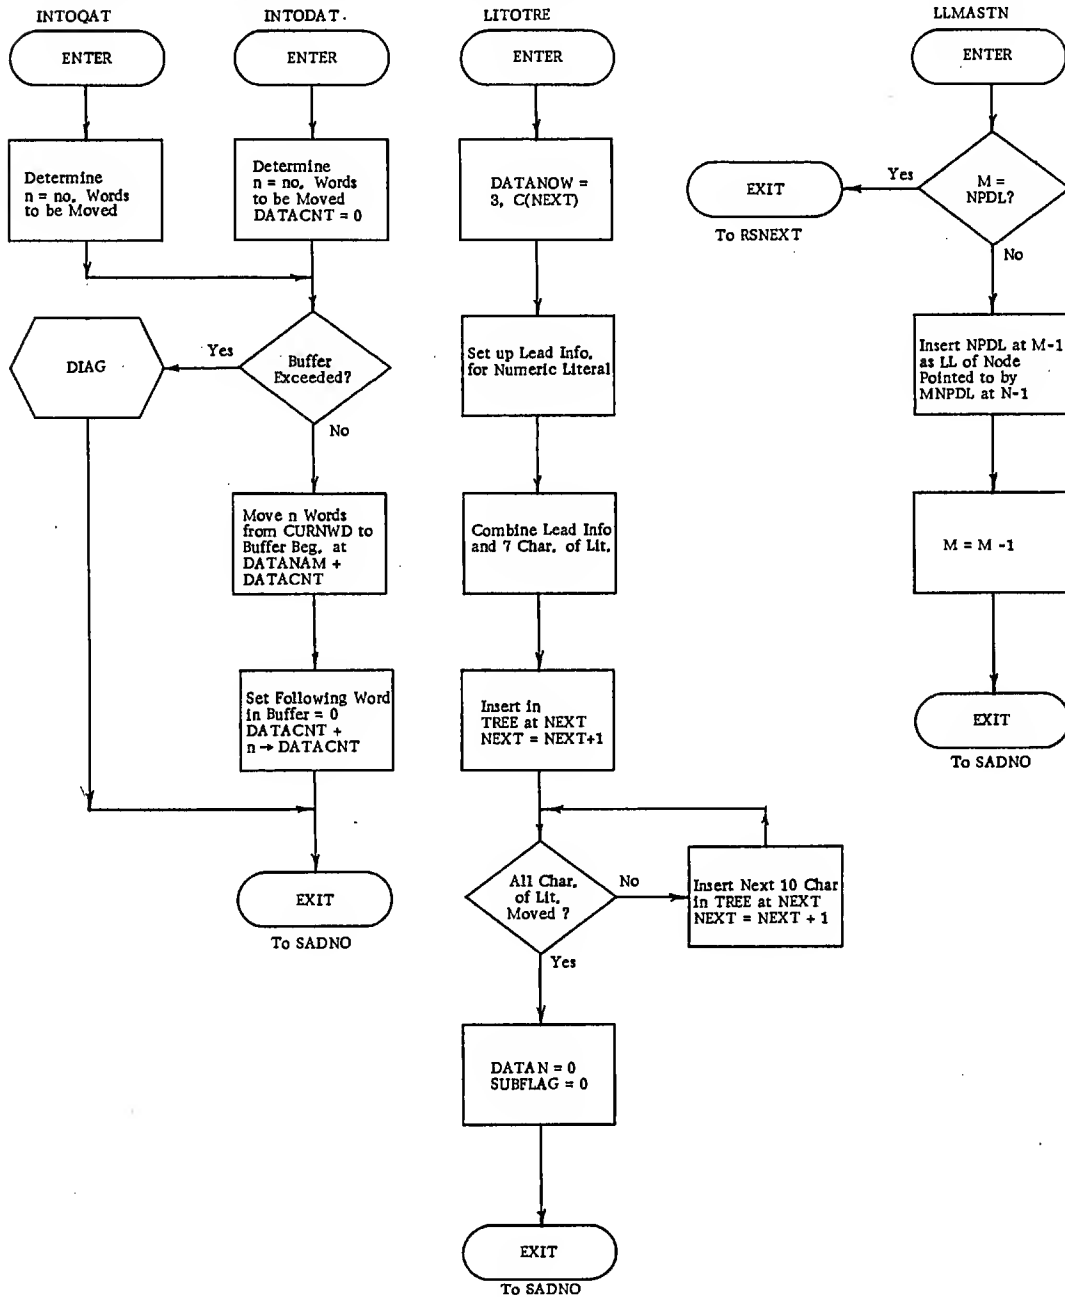 INTOQAT
ENTER
Determine
n = no. Words
to be Moved
INTODAT
ENTER
Determine
n = no. Words
to be Moved
DATACNT = 0
Buffer
Exceeded?
Yes
DIAG
No
Move n Words
from CURNWD to
Buffer Beg. at
DATANAM +
DATACNT
Set Following Word
in Buffer = 0
DATACNT +
n → DATACNT
EXIT
To SADNO
LITOTRE
ENTER
DATANOW =
3, C(NEXT)
Set up Lead Info.
for Numeric Literal
Combine Lead Info
and 7 Char. of Lit.
Insert in
TREE at NEXT
NEXT = NEXT+1
All Char.
of Lit.
Moved ?
No
Insert Next 10 Char
in TREE at NEXT
NEXT = NEXT + 1
Yes
DATAN = 0
SUBFLAG = 0
EXIT
To SADNO
LLMASTN
ENTER
M =
NPDL?
Yes
EXIT
To RSNEXT
No
Insert NPDL at M-1
as LL of Node
Pointed to by
MNPDL at N-1
M = M -1
EXIT
To SADNO